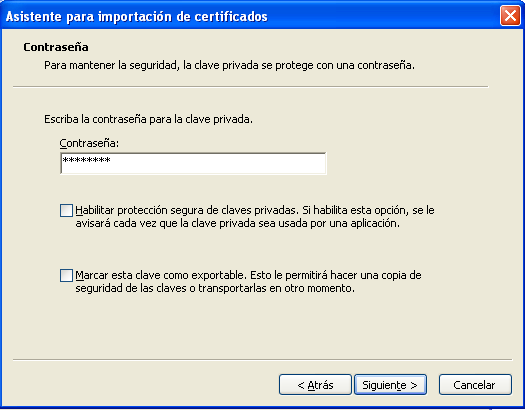 Asistente para importación de certificados
Contraseña
Para mantener la seguridad, la clave privada se protege con una contraseña.
Escriba la contraseña para la clave privada.
Contraseña:
********
Habilitar protección segura de claves privadas. Si habilita esta opción, se le
avisará cada vez que la clave privada sea usada por una aplicación.
Marcar esta clave como exportable. Esto le permitirá hacer una copia de
seguridad de las claves o transportarlas en otro momento.
< Atrás Siguiente > Cancelar